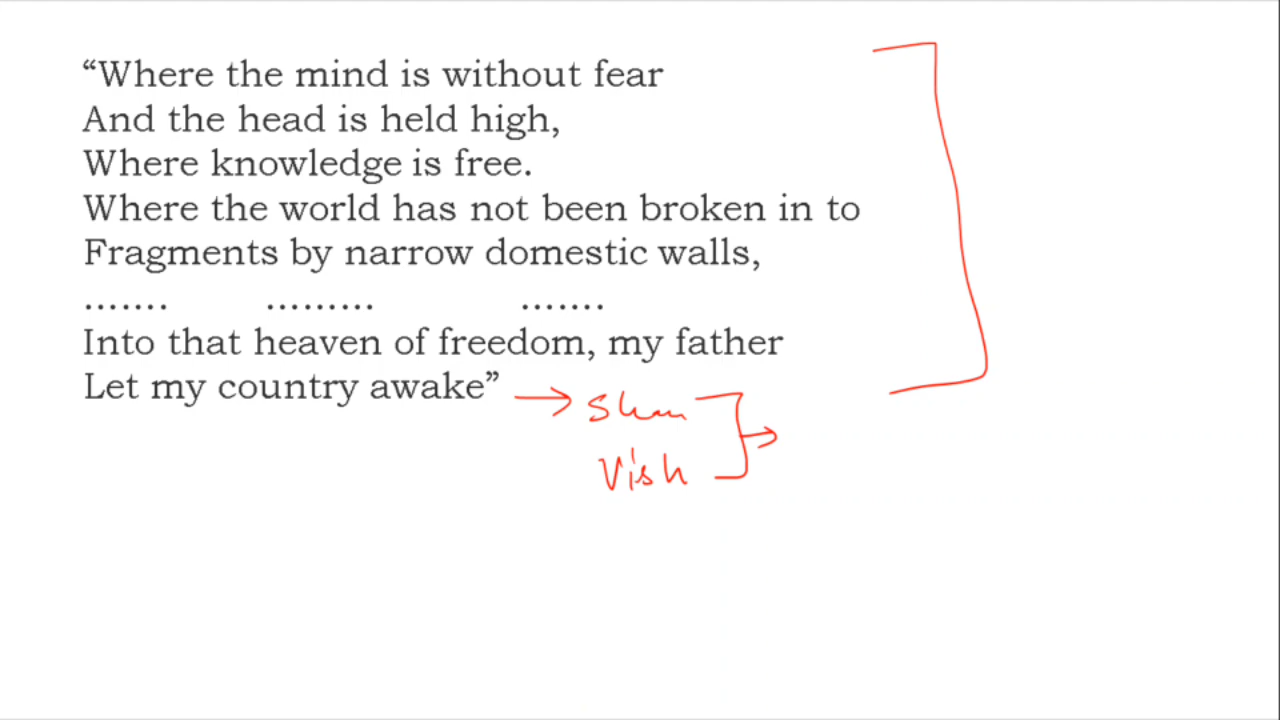 “Where the mind is without fear
And the head is held high,
Where knowledge is free.
Where the world has not been broken in to
Fragments by narrow domestic walls,
....... ......... .......
Into that heaven of freedom, my father
Let my country awake”
Vish